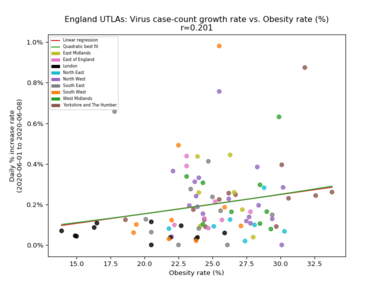 England UTLAs: Virus case-count growth rate vs. Obesity rate (%)
r=0.201
Linear regression
Quadratic best fit
East Midlands
East of England
London
North East
North West
South East
South West
West Midlands
Yorkshire and The Humber
Daily % increase rate
(2020-06-01 to 2020-06-08)
1.0%
0.8%
0.6%
0.4%
0.2%
0.0%
15.0
17.5
20.0
22.5
25.0
27.5
30.0
32.5
Obesity rate (%)